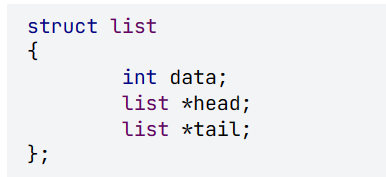 struct list
{
        int data;
        list *head;
        list *tail;
};